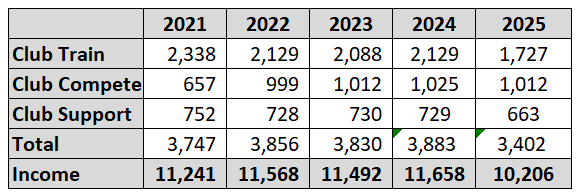 2021 2022 2023 2024 2025
Club Train 2,338 2,129 2,088 2,129 1,727
Club Compete 657 999 1,012 1,025 1,012
Club Support 752 728 730 729 663
Total 3,747 3,856 3,830 3,883 3,402
Income 11,241 11,568 11,492 11,658 10,206